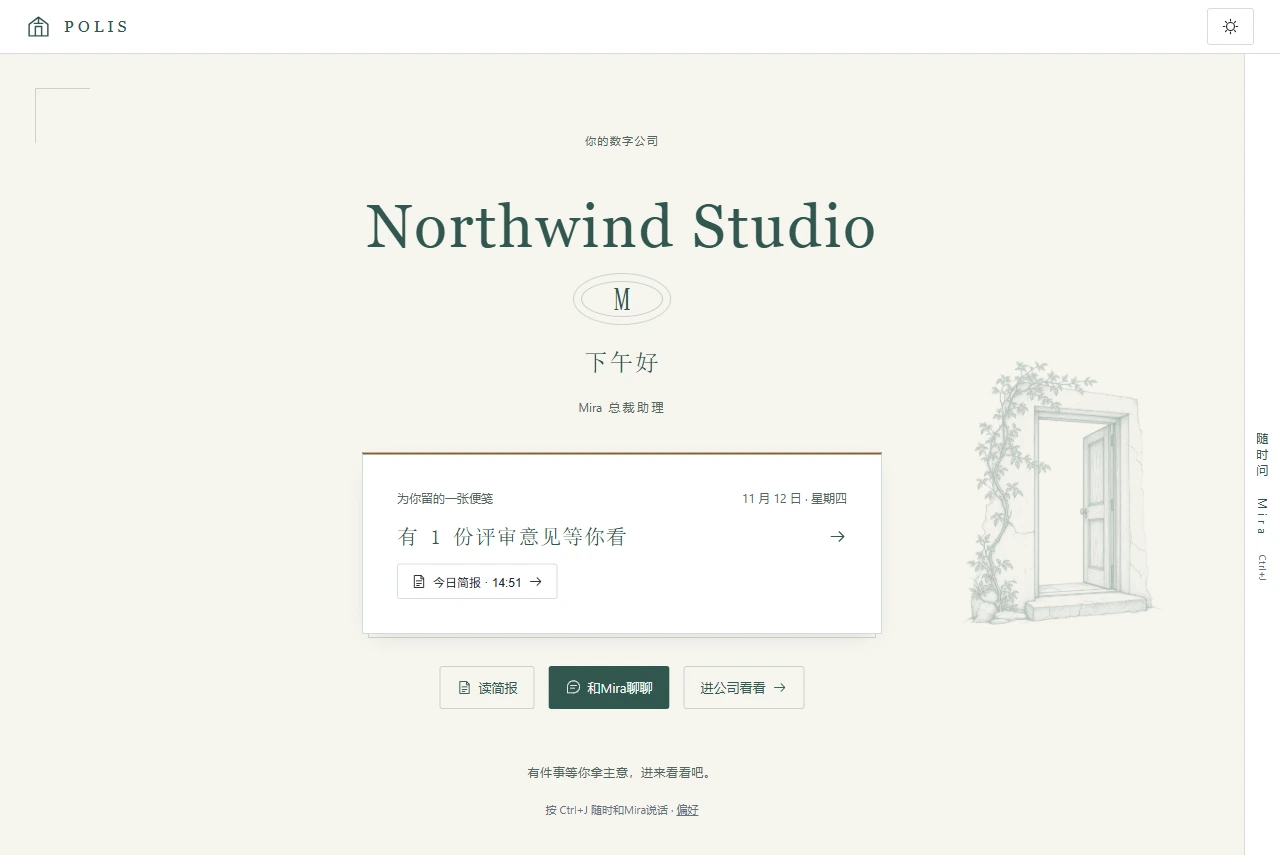 POLIS
你的数字公司
Northwind Studio
M
下午好
Mira 总裁助理
为你留的一张便笺
11 月 12 日 · 星期四
有 1 份评审意见等你看
今日简报 · 14:51
读简报
和Mira聊聊
进公司看看
有件事等你拿主意，进来看看吧。
按 Ctrl+J 随时和Mira说话 · 偏好
随时问 Mira Ctrl+J